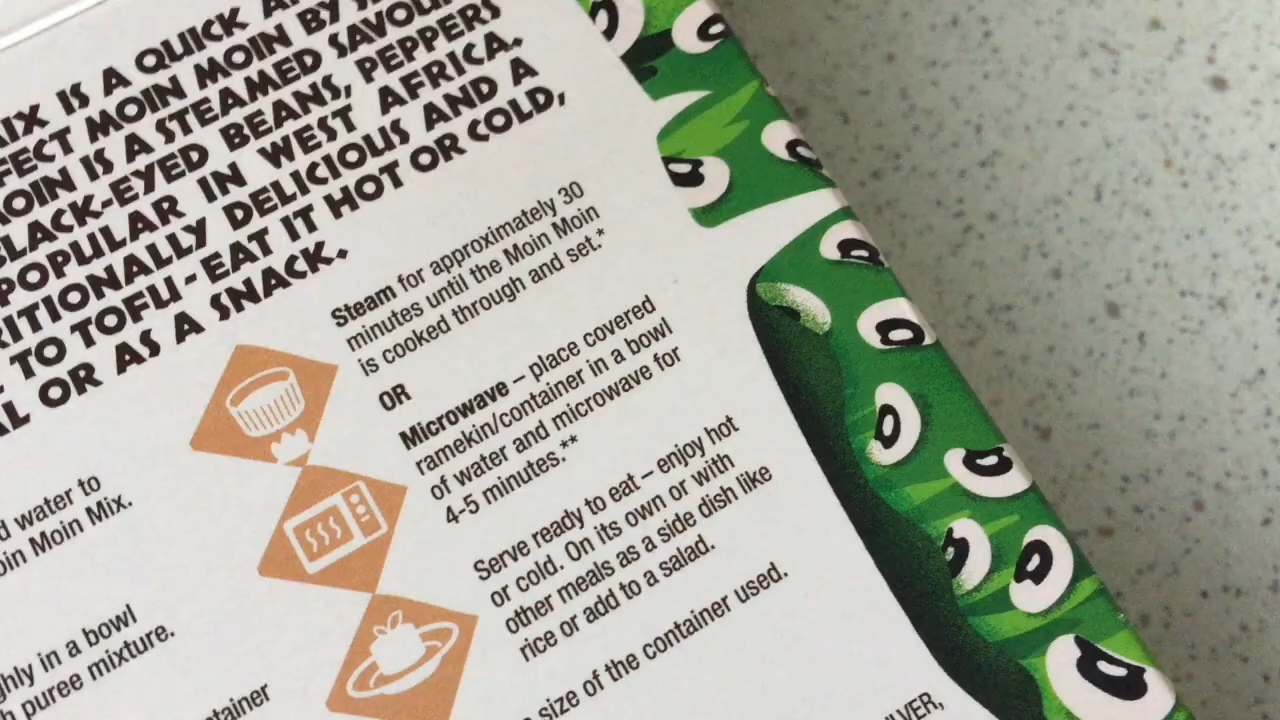 IX IS A QUICK A
FECT MOIN MOIN BY
OIN IS A STEAMED SAVOU
BLACK-EYED BEANS, PEPPERS
POPULAR IN WEST AFRICA.
RITIONALLY DELICIOUS AND A
TO TOFU - EAT IT HOT OR COLD,
AL OR AS A SNACK.
Steam for approximately 30
minutes until the Moin Moin
is cooked through and set.*
OR
Microwave – place covered
ramekin/container in a bowl
of water and microwave for
4-5 minutes.**
Serve ready to eat – enjoy hot
or cold. On its own or with
other meals as a side dish like
rice or add to a salad.
size of the container used.
d water to
oin Moin Mix.
ghly in a bowl
h puree mixture.
tainer
ILVER,